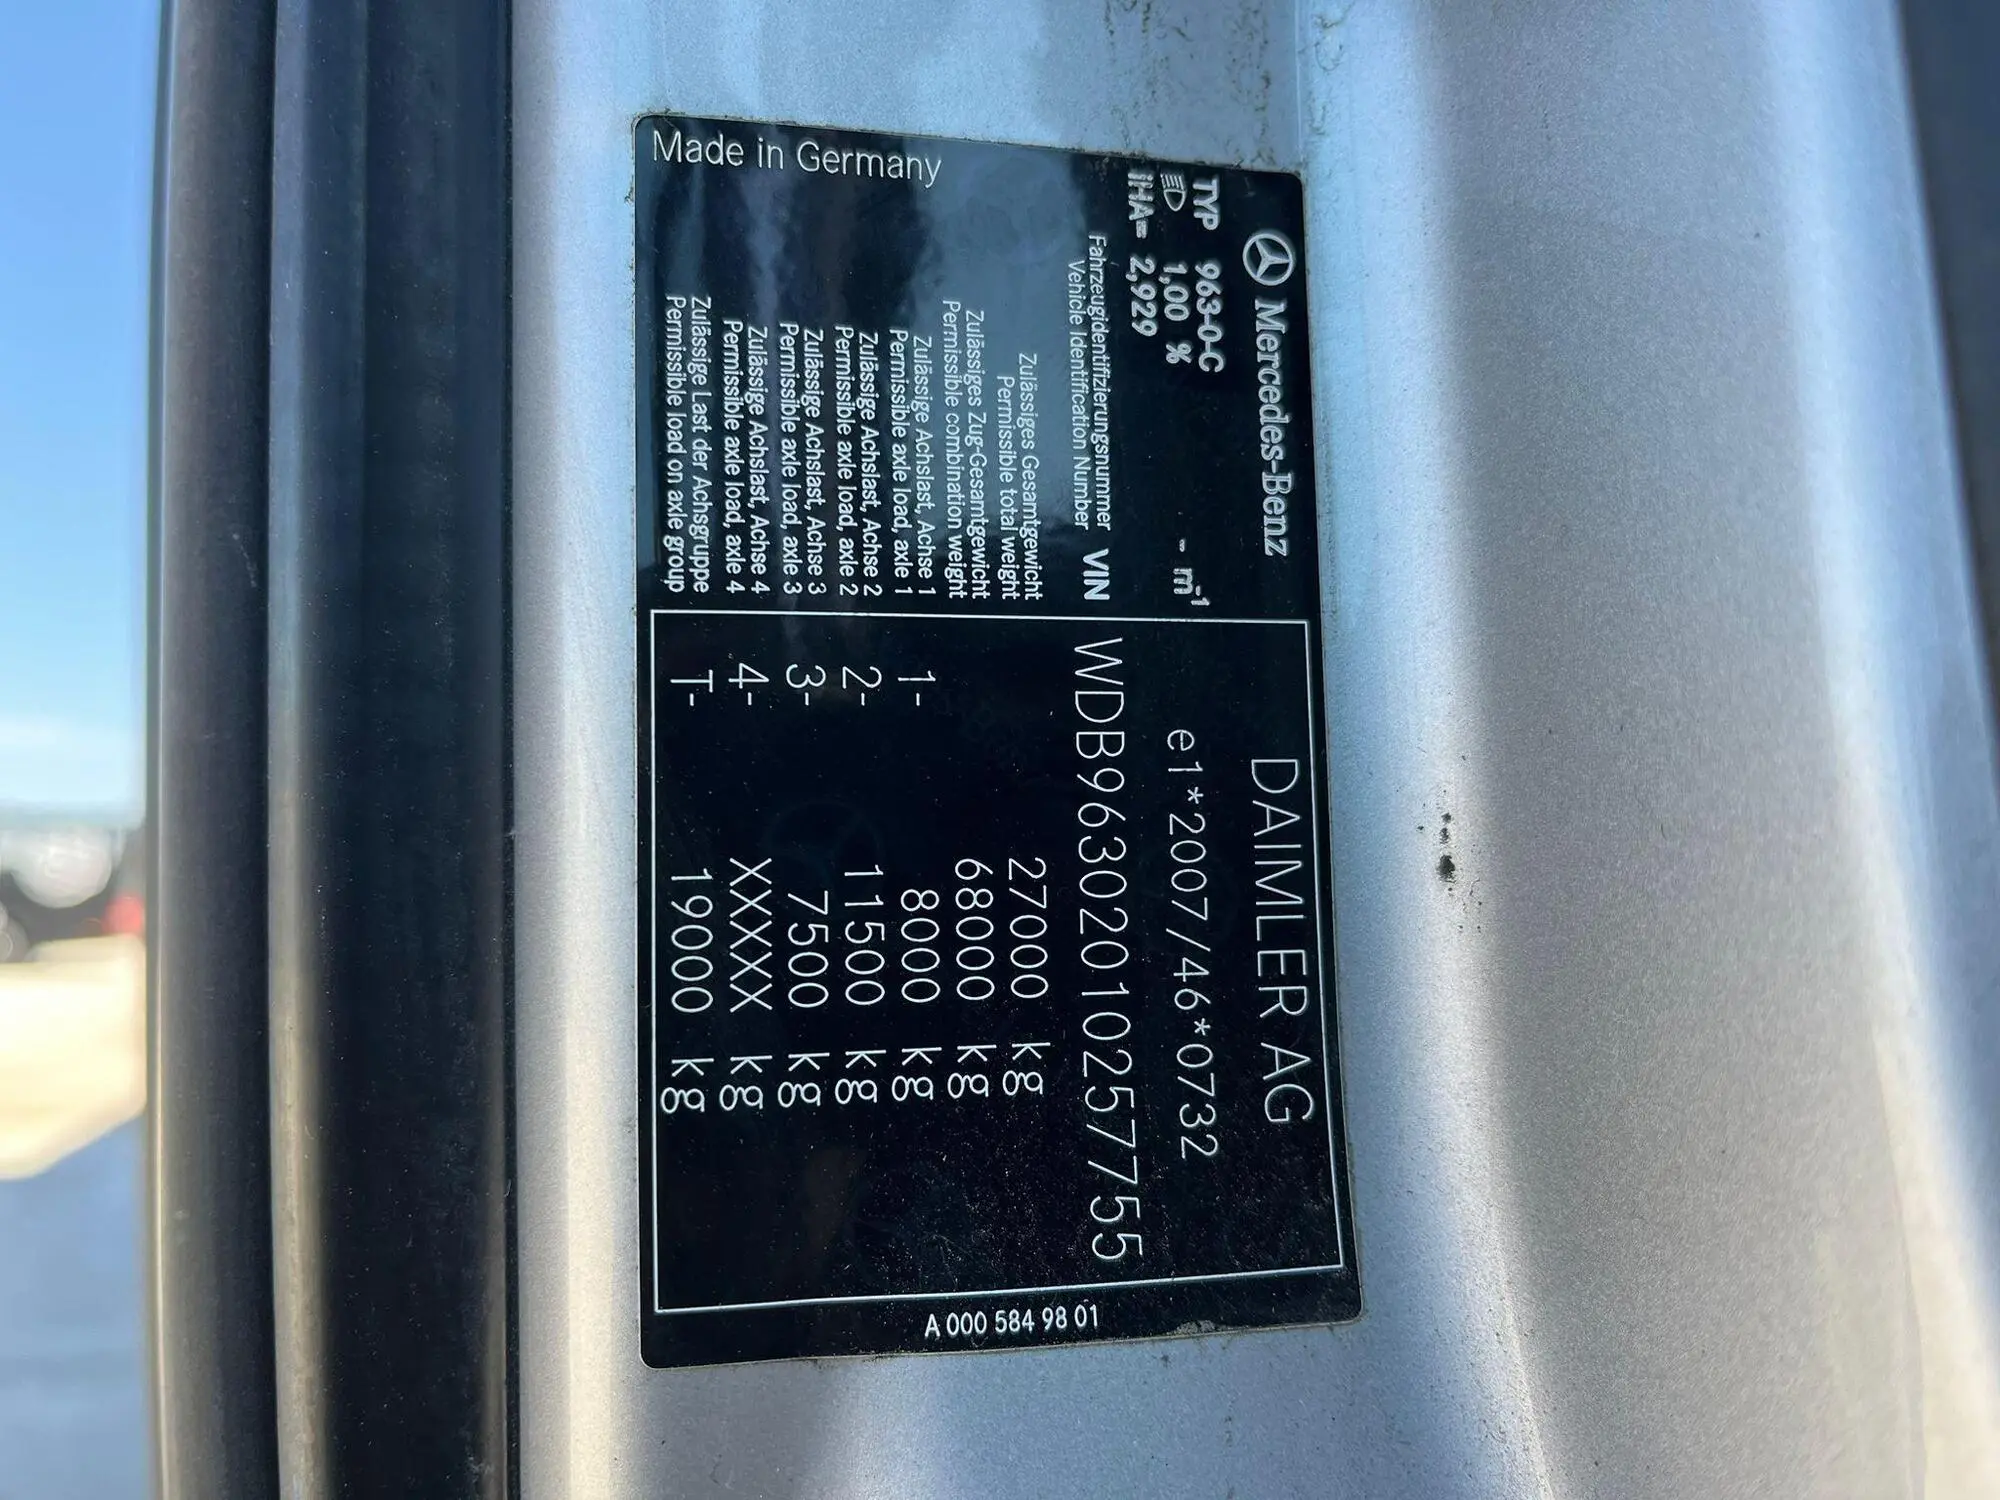 Mercedes-Benz
DAIMLER AG
TYP 963-0-C
- m-1
e1*2007/46*0732
1,00 %
IHA= 2,929
Fahrzeugidentifizierungsnummer
Vehicle Identification Number
VIN
WDB9630201O257755
Zulässiges Gesamtgewicht
Permissible total weight
27000 kg
Zulässiges Zug-Gesamtgewicht
Permissible combination weight
68000 kg
Zulässige Achslast, Achse 1
Permissible axle load, axle 1
1- 8000 kg
Zulässige Achslast, Achse 2
Permissible axle load, axle 2
2- 11500 kg
Zulässige Achslast, Achse 3
Permissible axle load, axle 3
3- 7500 kg
Zulässige Achslast, Achse 4
Permissible axle load, axle 4
4- XXXXX kg
Zulässige Last der Achsgruppe
Permissible load on axle group
T- 19000 kg
Made in Germany
A 000 584 98 01